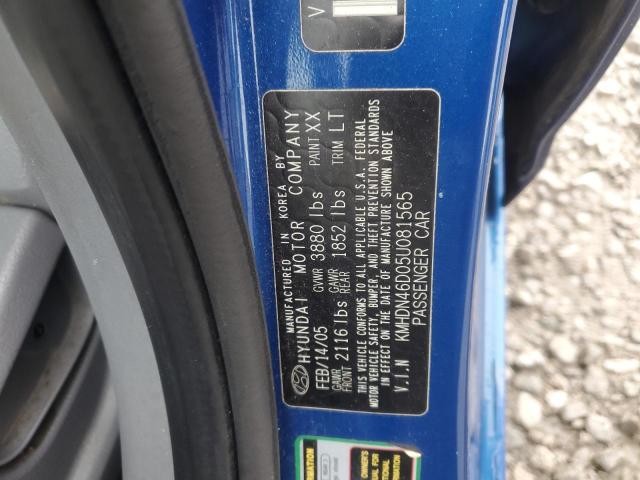 MANUFACTURED IN KOREA BY
HYUNDAI MOTOR COMPANY
FEB/14/05 GVWR 3880 lbs PAINT XX
GAWR FRONT 2116 lbs GAWR REAR 1852 lbs TRIM LT
THIS VEHICLE CONFORMS TO ALL APPLICABLE U.S.A. FEDERAL
MOTOR VEHICLE SAFETY, BUMPER, AND THEFT PREVENTION STANDARDS
IN EFFECT ON THE DATE OF MANUFACTURE SHOWN ABOVE
V.I.N KMHDN46D05U081565
PASSENGER CAR
V
OWNER'S